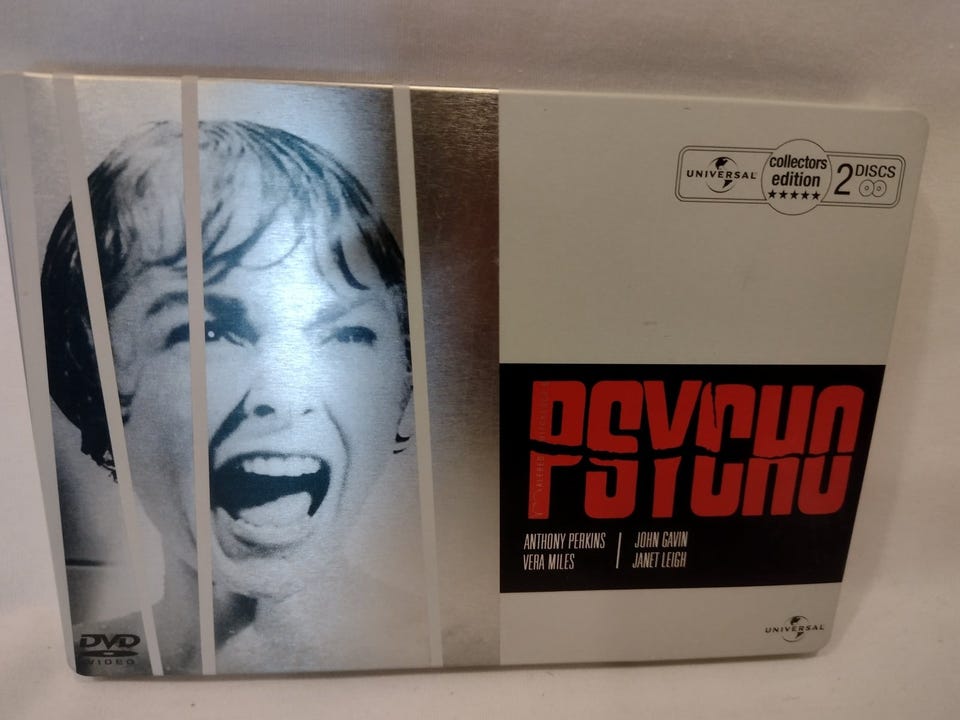 UNIVERSAL
collectors
edition
2 DISCS
PSYCHO
ANTHONY PERKINS
VERA MILES
JOHN GAVIN
JANET LEIGH
UNIVERSAL
DVD
VIDEO